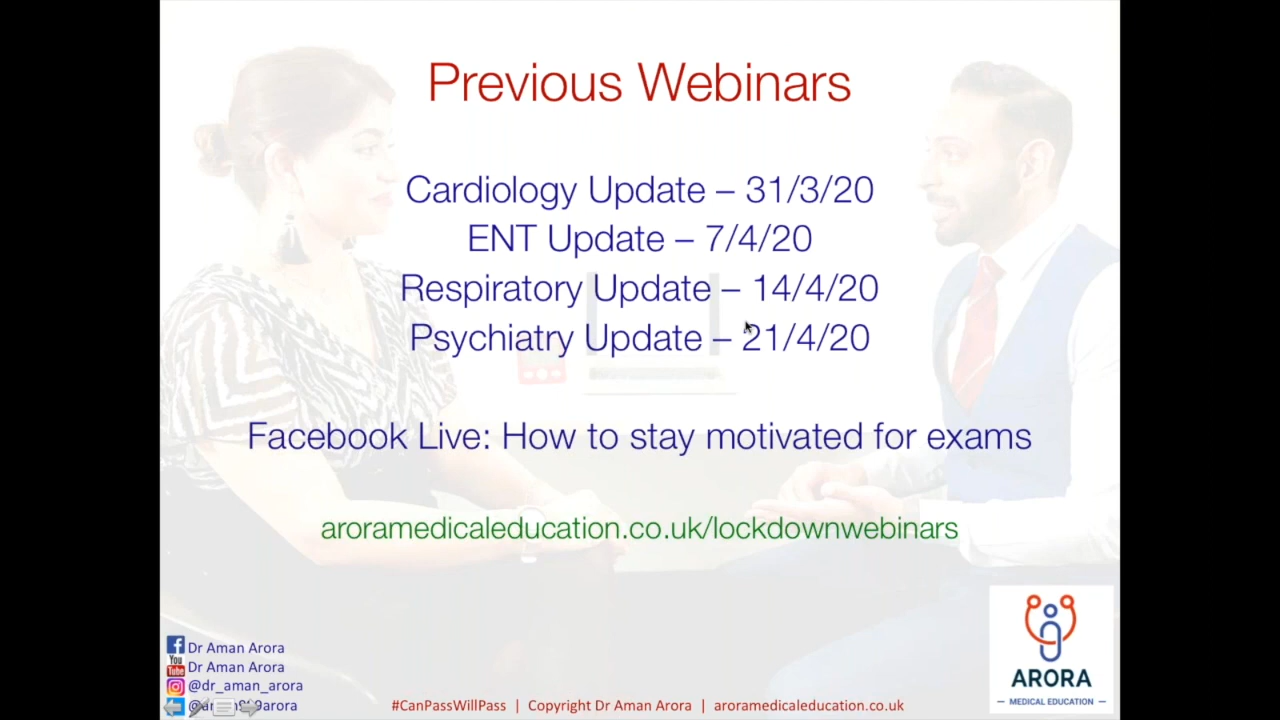 Previous Webinars
Cardiology Update – 31/3/20
ENT Update – 7/4/20
Respiratory Update – 14/4/20
Psychiatry Update – 21/4/20
Facebook Live: How to stay motivated for exams
aroramedicaleducation.co.uk/lockdownwebinars
Dr Aman Arora
You Tube Dr Aman Arora
@dr_aman_arora
#CanPassWillPass | Copyright Dr Aman Arora | aroramedicaleducation.co.uk
ARORA
MEDICAL EDUCATION